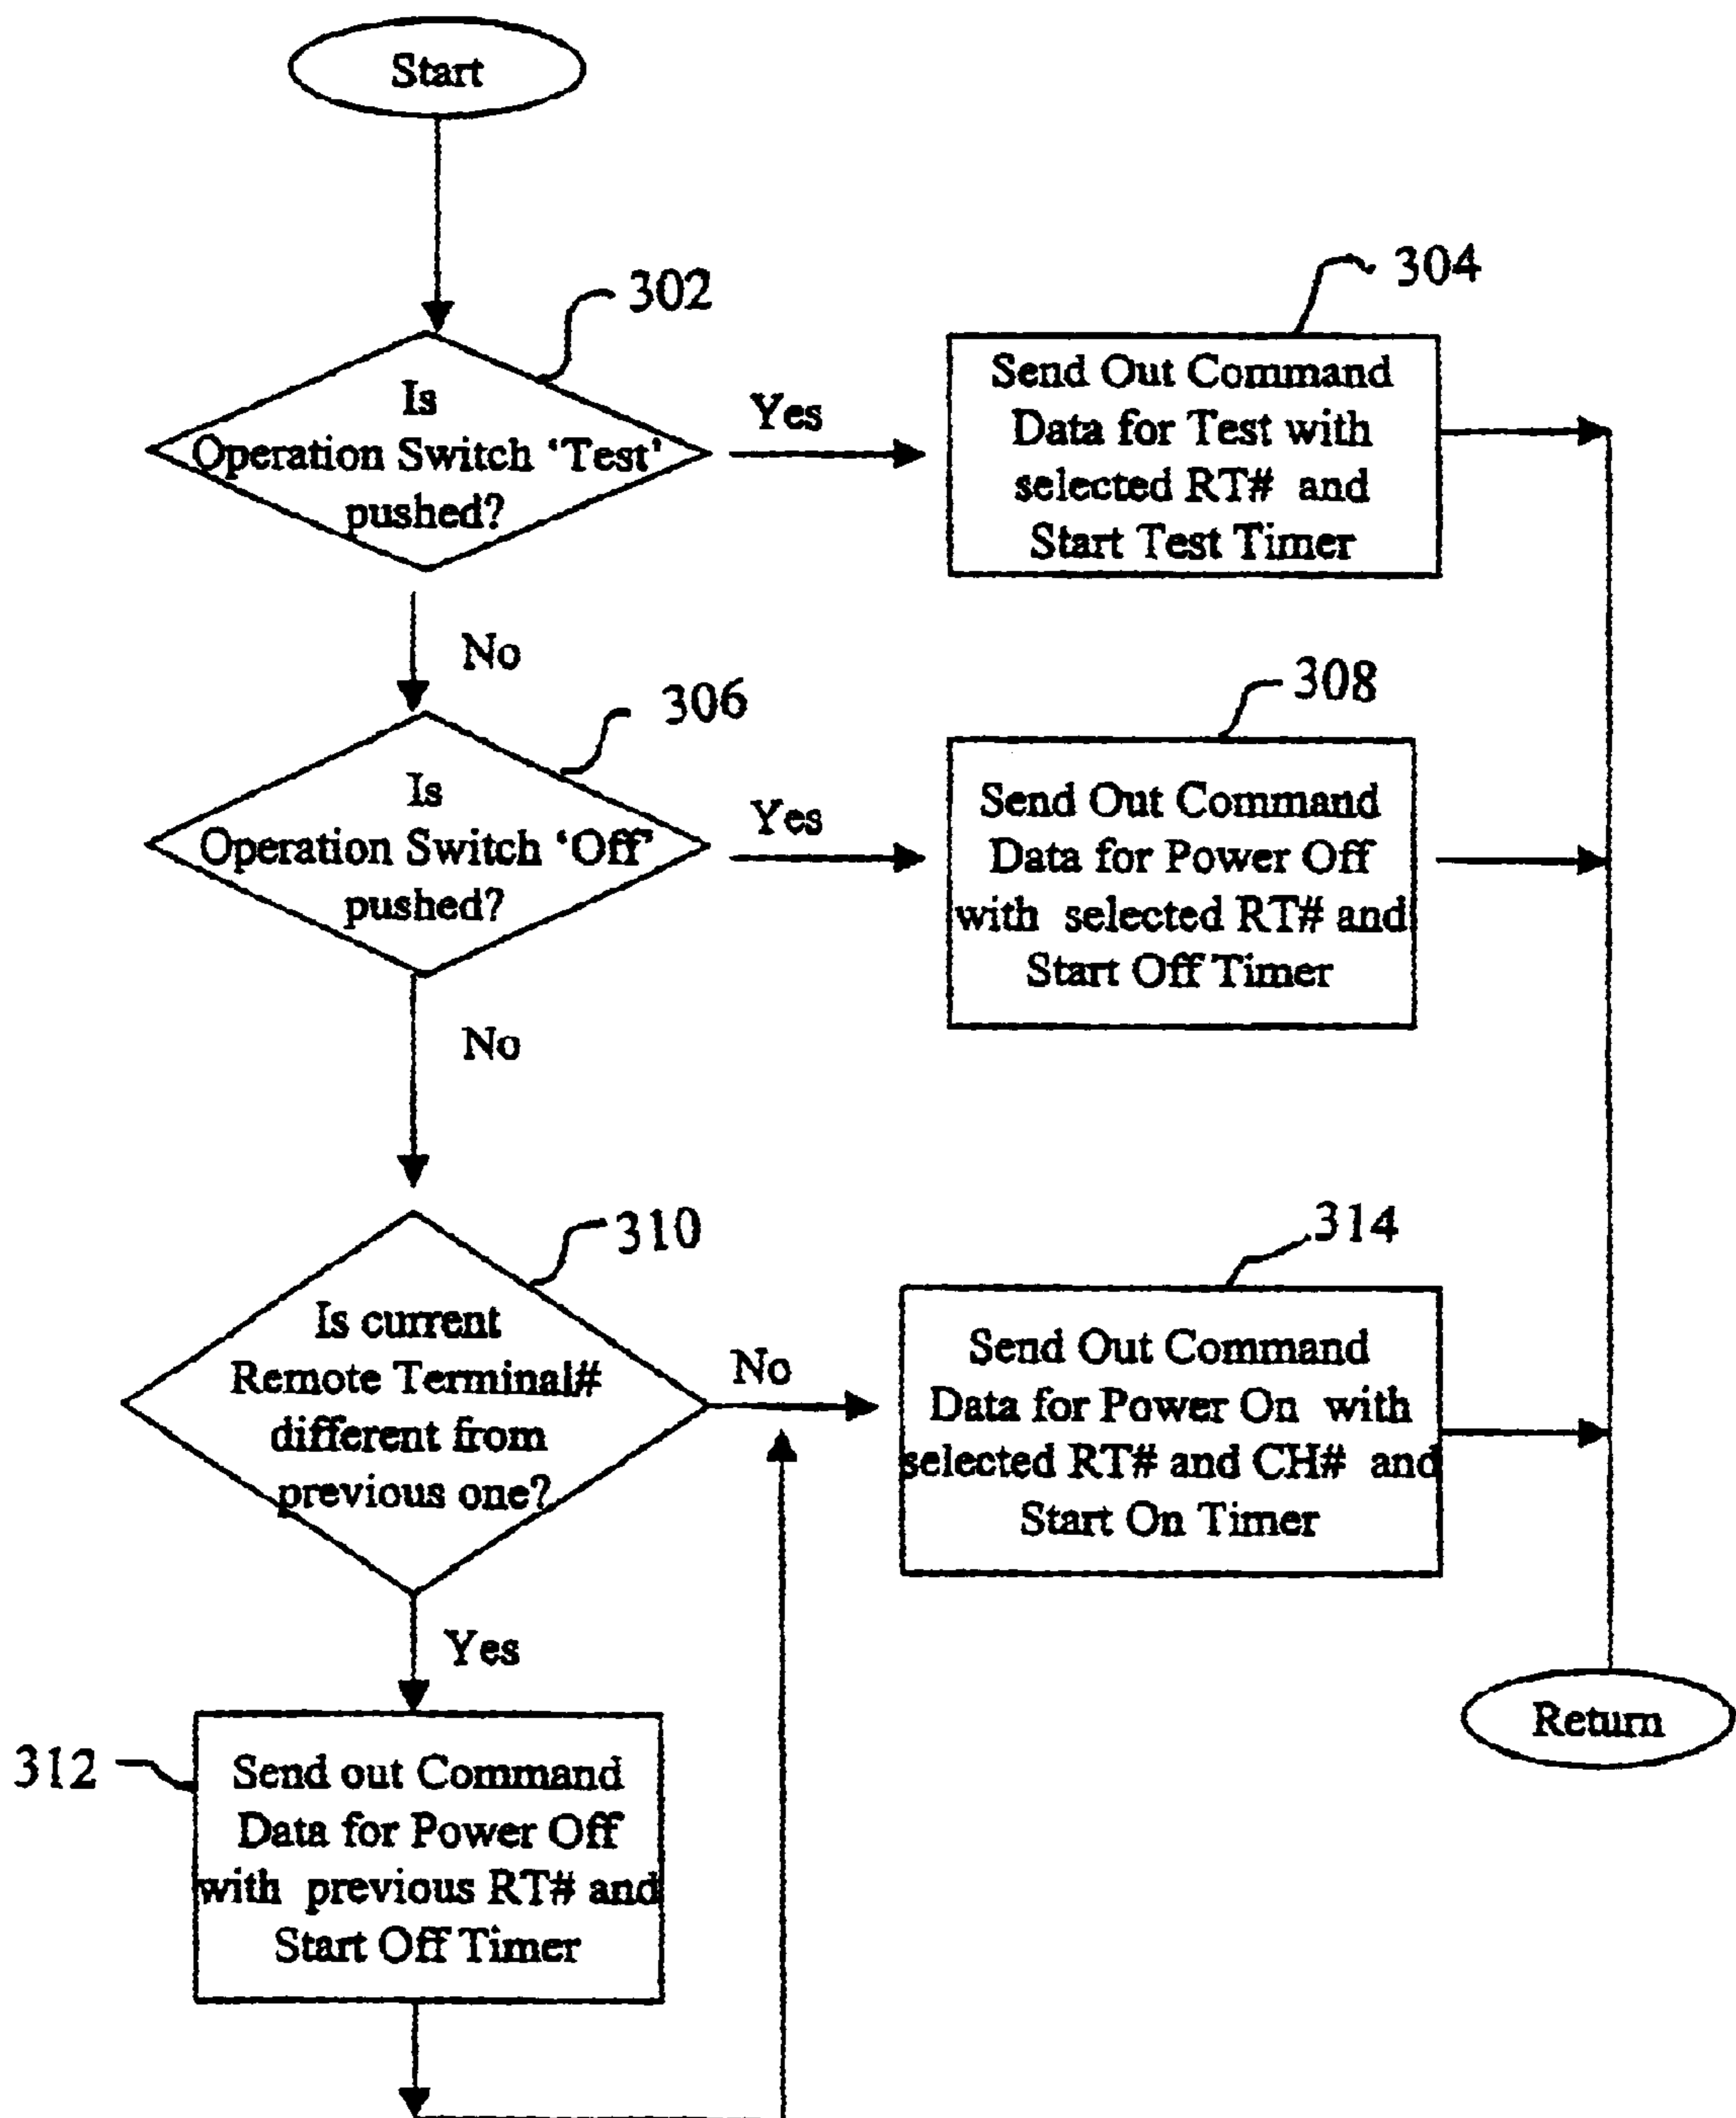 Start
302
Is
Operation Switch ‘Test’
pushed?
Yes
304
Send Out Command
Data for Test with
selected RT# and
Start Test Timer
No
306
Is
Operation Switch ‘Off’
pushed?
Yes
308
Send Out Command
Data for Power Off
with selected RT# and
Start Off Timer
No
310
Is current
Remote Terminal#
different from
previous one?
No
314
Send Out Command
Data for Power On with
selected RT# and CH# and
Start On Timer
Yes
312
Send out Command
Data for Power Off
with previous RT# and
Start Off Timer
Return